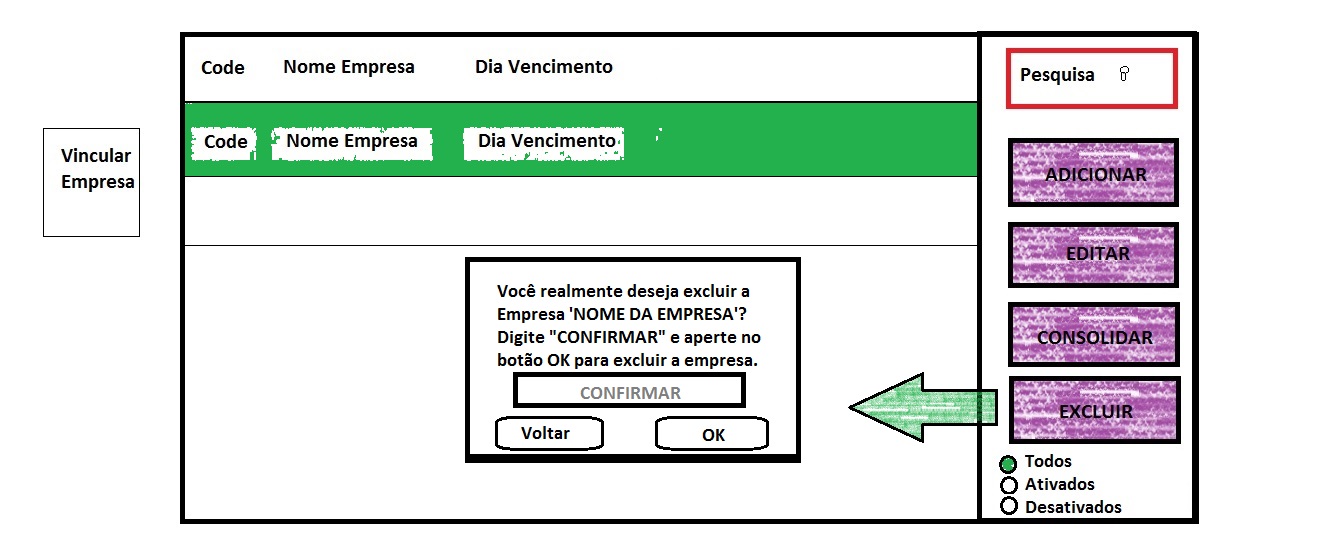 Code Nome Empresa Dia Vencimento
Pesquisa
Code Nome Empresa Dia Vencimento
Vincular
Empresa
ADICIONAR
EDITAR
CONSOLIDAR
EXCLUIR
Você realmente deseja excluir a
Empresa 'NOME DA EMPRESA'?
Digite "CONFIRMAR" e aperte no
botão OK para excluir a empresa.
CONFIRMAR
Voltar OK
Todos
Ativados
Desativados